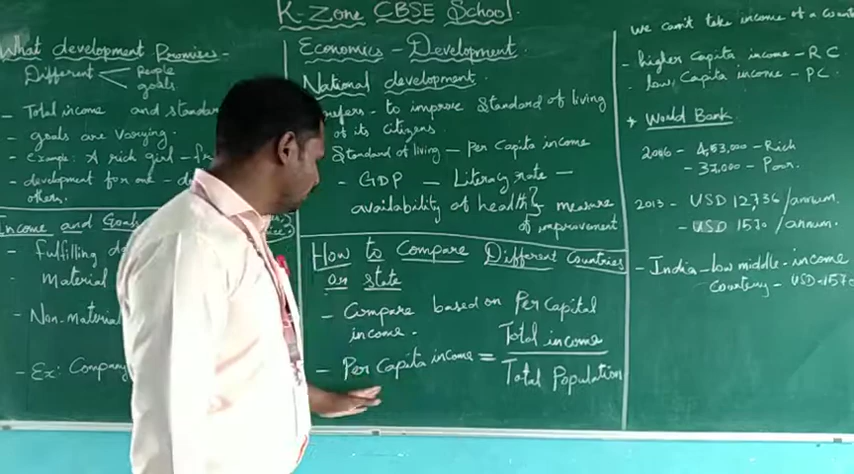 K-Zone CBSE School.
What development Promises-
Different
People
goals.
- Total income and standard
- goals are varying.
- Example: A rich girl -
- development for one -
others.
Income and Goals
- fulfilling
- Material
- Non-material
- Ex: Company
Economics - Development
National development.
refers - to improve Standard of living
of its citizens.
Standard of living - Per Capita income
- GDP - Literacy rate -
availability of health} measure
of improvement
How to Compare Different Countries
or state
- Compare based on Per Capital
income.
- Per Capita income = Total income
Total Population
we can't take income of a
- higher Capita income - RC
- low Capita income - PC.
World Bank
2006 - 4,53,000 - Rich
- 37,000 - Poor.
2013 - USD 12,736/annum.
- USD 1570 /annum.
- India - low middle - income
- USD-1570